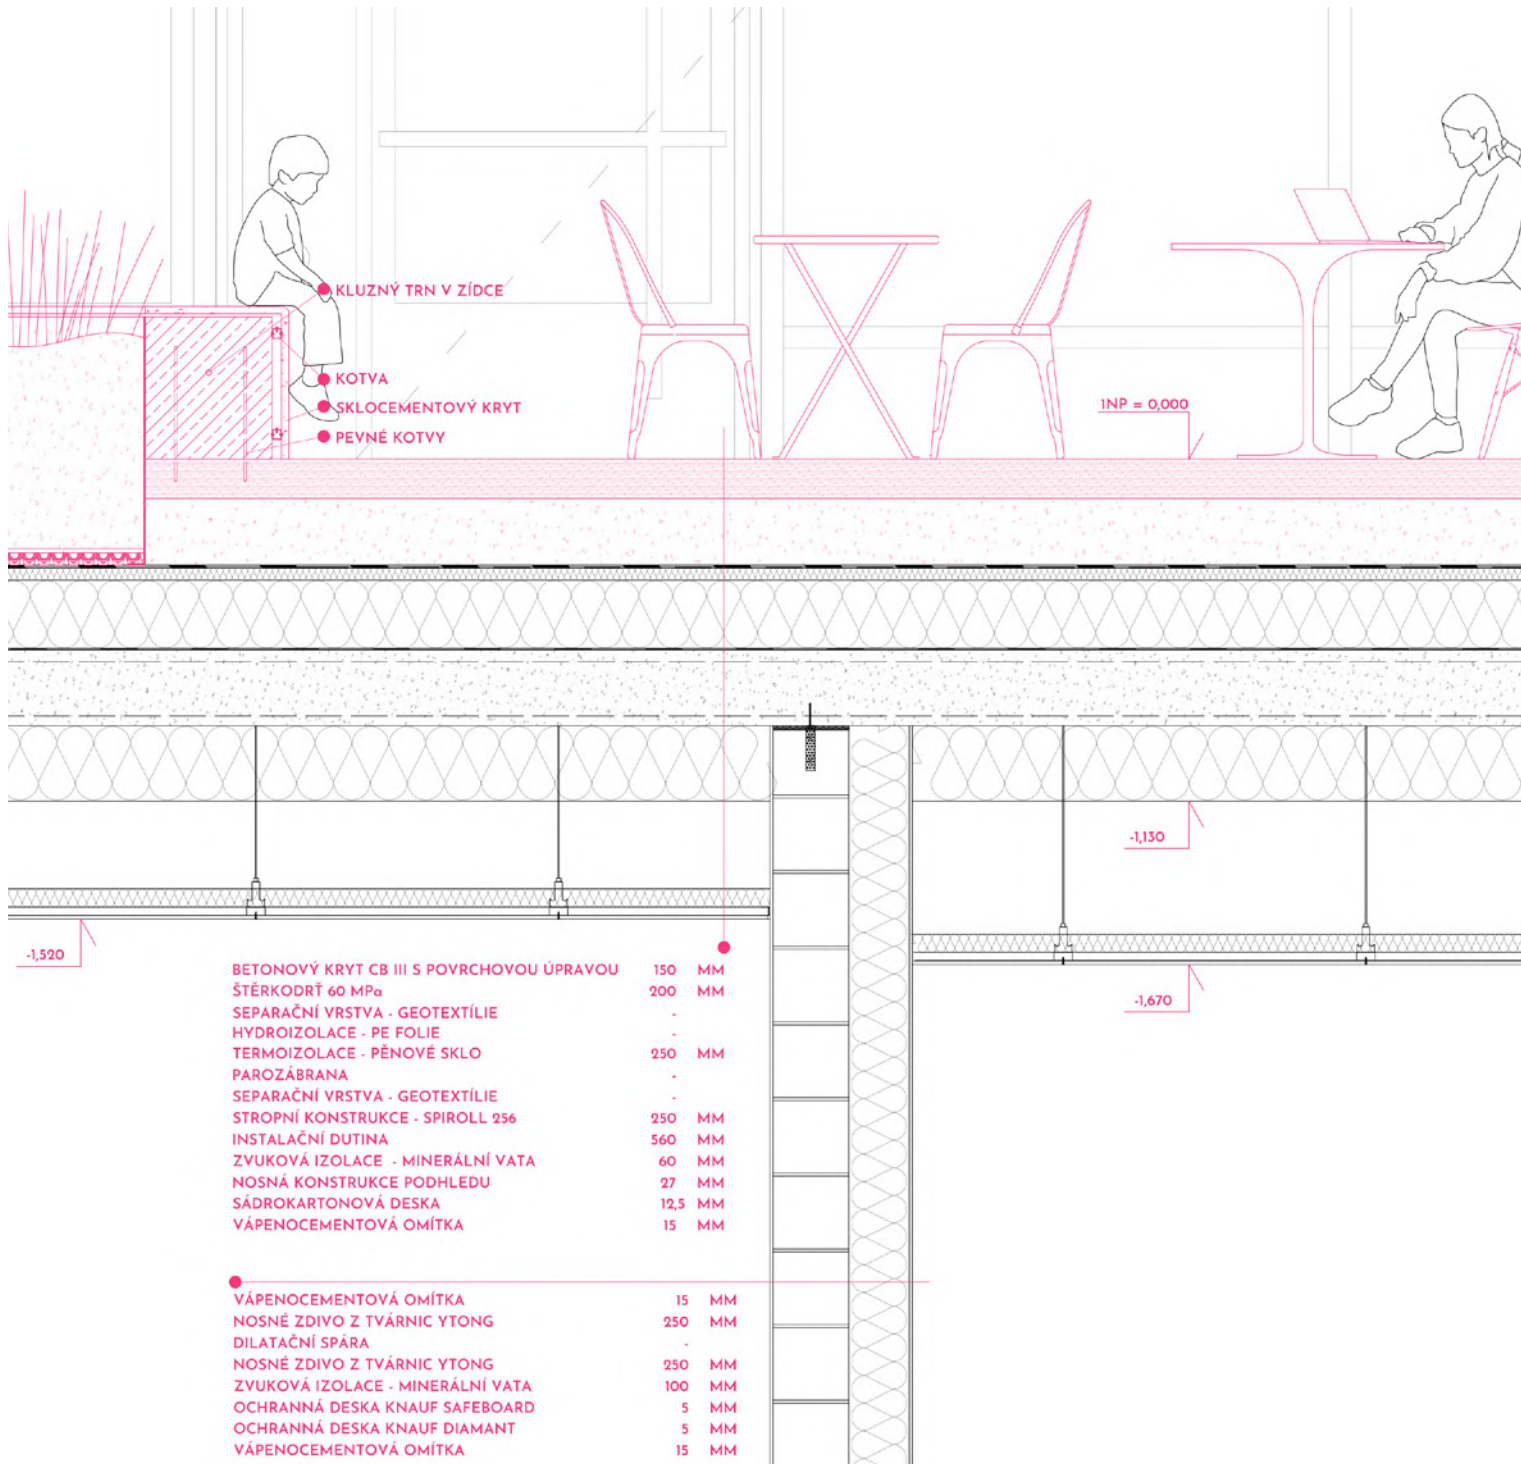 KLUZNÝ TRN V ZÍDCE
KOTVA
SKLOCEMENTOVÝ KRYT
PEVNÉ KOTVY
1NP = 0,000
-1,130
-1,520
-1,670
BETONOVÝ KRYT CB III S POVRCHOVOU ÚPRAVOU 150 MM
ŠTĚRKODRŤ 60 MPa 200 MM
SEPARAČNÍ VRSTVA - GEOTEXTÍLIE -
HYDROIZOLACE - PE FOLIE -
TERMOIZOLACE - PĚNOVÉ SKLO 250 MM
PAROZÁBRANA -
SEPARAČNÍ VRSTVA - GEOTEXTÍLIE -
STROPNÍ KONSTRUKCE - SPIROLL 256 250 MM
INSTALAČNÍ DUTINA 560 MM
ZVUKOVÁ IZOLACE - MINERÁLNÍ VATA 60 MM
NOSNÁ KONSTRUKCE PODHLEDU 27 MM
SÁDROKARTONOVÁ DESKA 12,5 MM
VÁPENOCEMENTOVÁ OMÍTKA 15 MM
VÁPENOCEMENTOVÁ OMÍTKA 15 MM
NOSNÉ ZDIVO Z TVÁRNIC YTONG 250 MM
DILATAČNÍ SPÁRA -
NOSNÉ ZDIVO Z TVÁRNIC YTONG 250 MM
ZVUKOVÁ IZOLACE - MINERÁLNÍ VATA 100 MM
OCHRANNÁ DESKA KNAUF SAFEBOARD 5 MM
OCHRANNÁ DESKA KNAUF DIAMANT 5 MM
VÁPENOCEMENTOVÁ OMÍTKA 15 MM